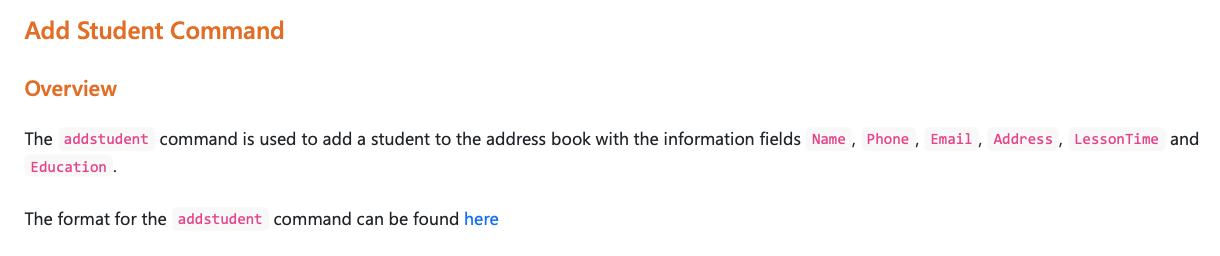 Add Student Command
Overview
The addstudent command is used to add a student to the address book with the information fields Name, Phone, Email, Address, LessonTime and
Education.
The format for the addstudent command can be found here